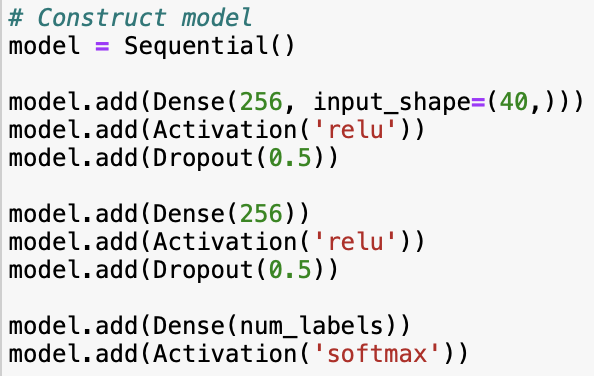 # Construct model
model = Sequential()
model.add(Dense(256, input_shape=(40,)))
model.add(Activation('relu'))
model.add(Dropout(0.5))
model.add(Dense(256))
model.add(Activation('relu'))
model.add(Dropout(0.5))
model.add(Dense(num_labels))
model.add(Activation('softmax'))